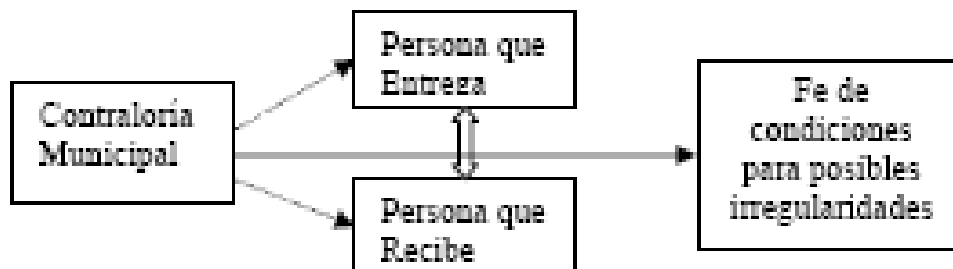 Contraloría
Municipal
Persona que
Entrega
Persona que
Recibe
Fe de
condiciones
para posibles
irregularidades